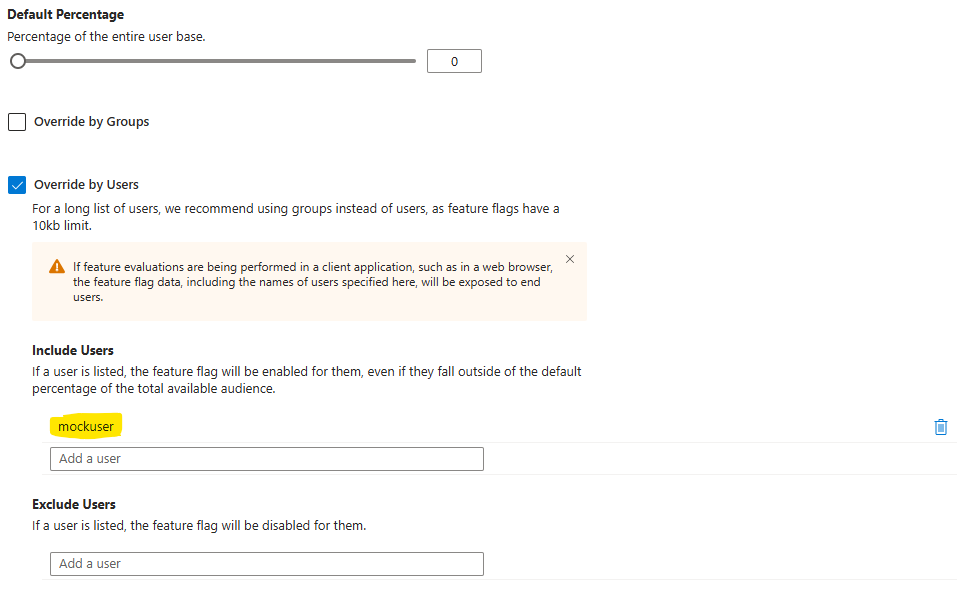 Default Percentage
Percentage of the entire user base.
0
Override by Groups
Override by Users
For a long list of users, we recommend using groups instead of users, as feature flags have a
10kb limit.
If feature evaluations are being performed in a client application, such as in a web browser,
the feature flag data, including the names of users specified here, will be exposed to end
users.
Include Users
If a user is listed, the feature flag will be enabled for them, even if they fall outside of the default
percentage of the total available audience.
mockuser
Add a user
Exclude Users
If a user is listed, the feature flag will be disabled for them.
Add a user